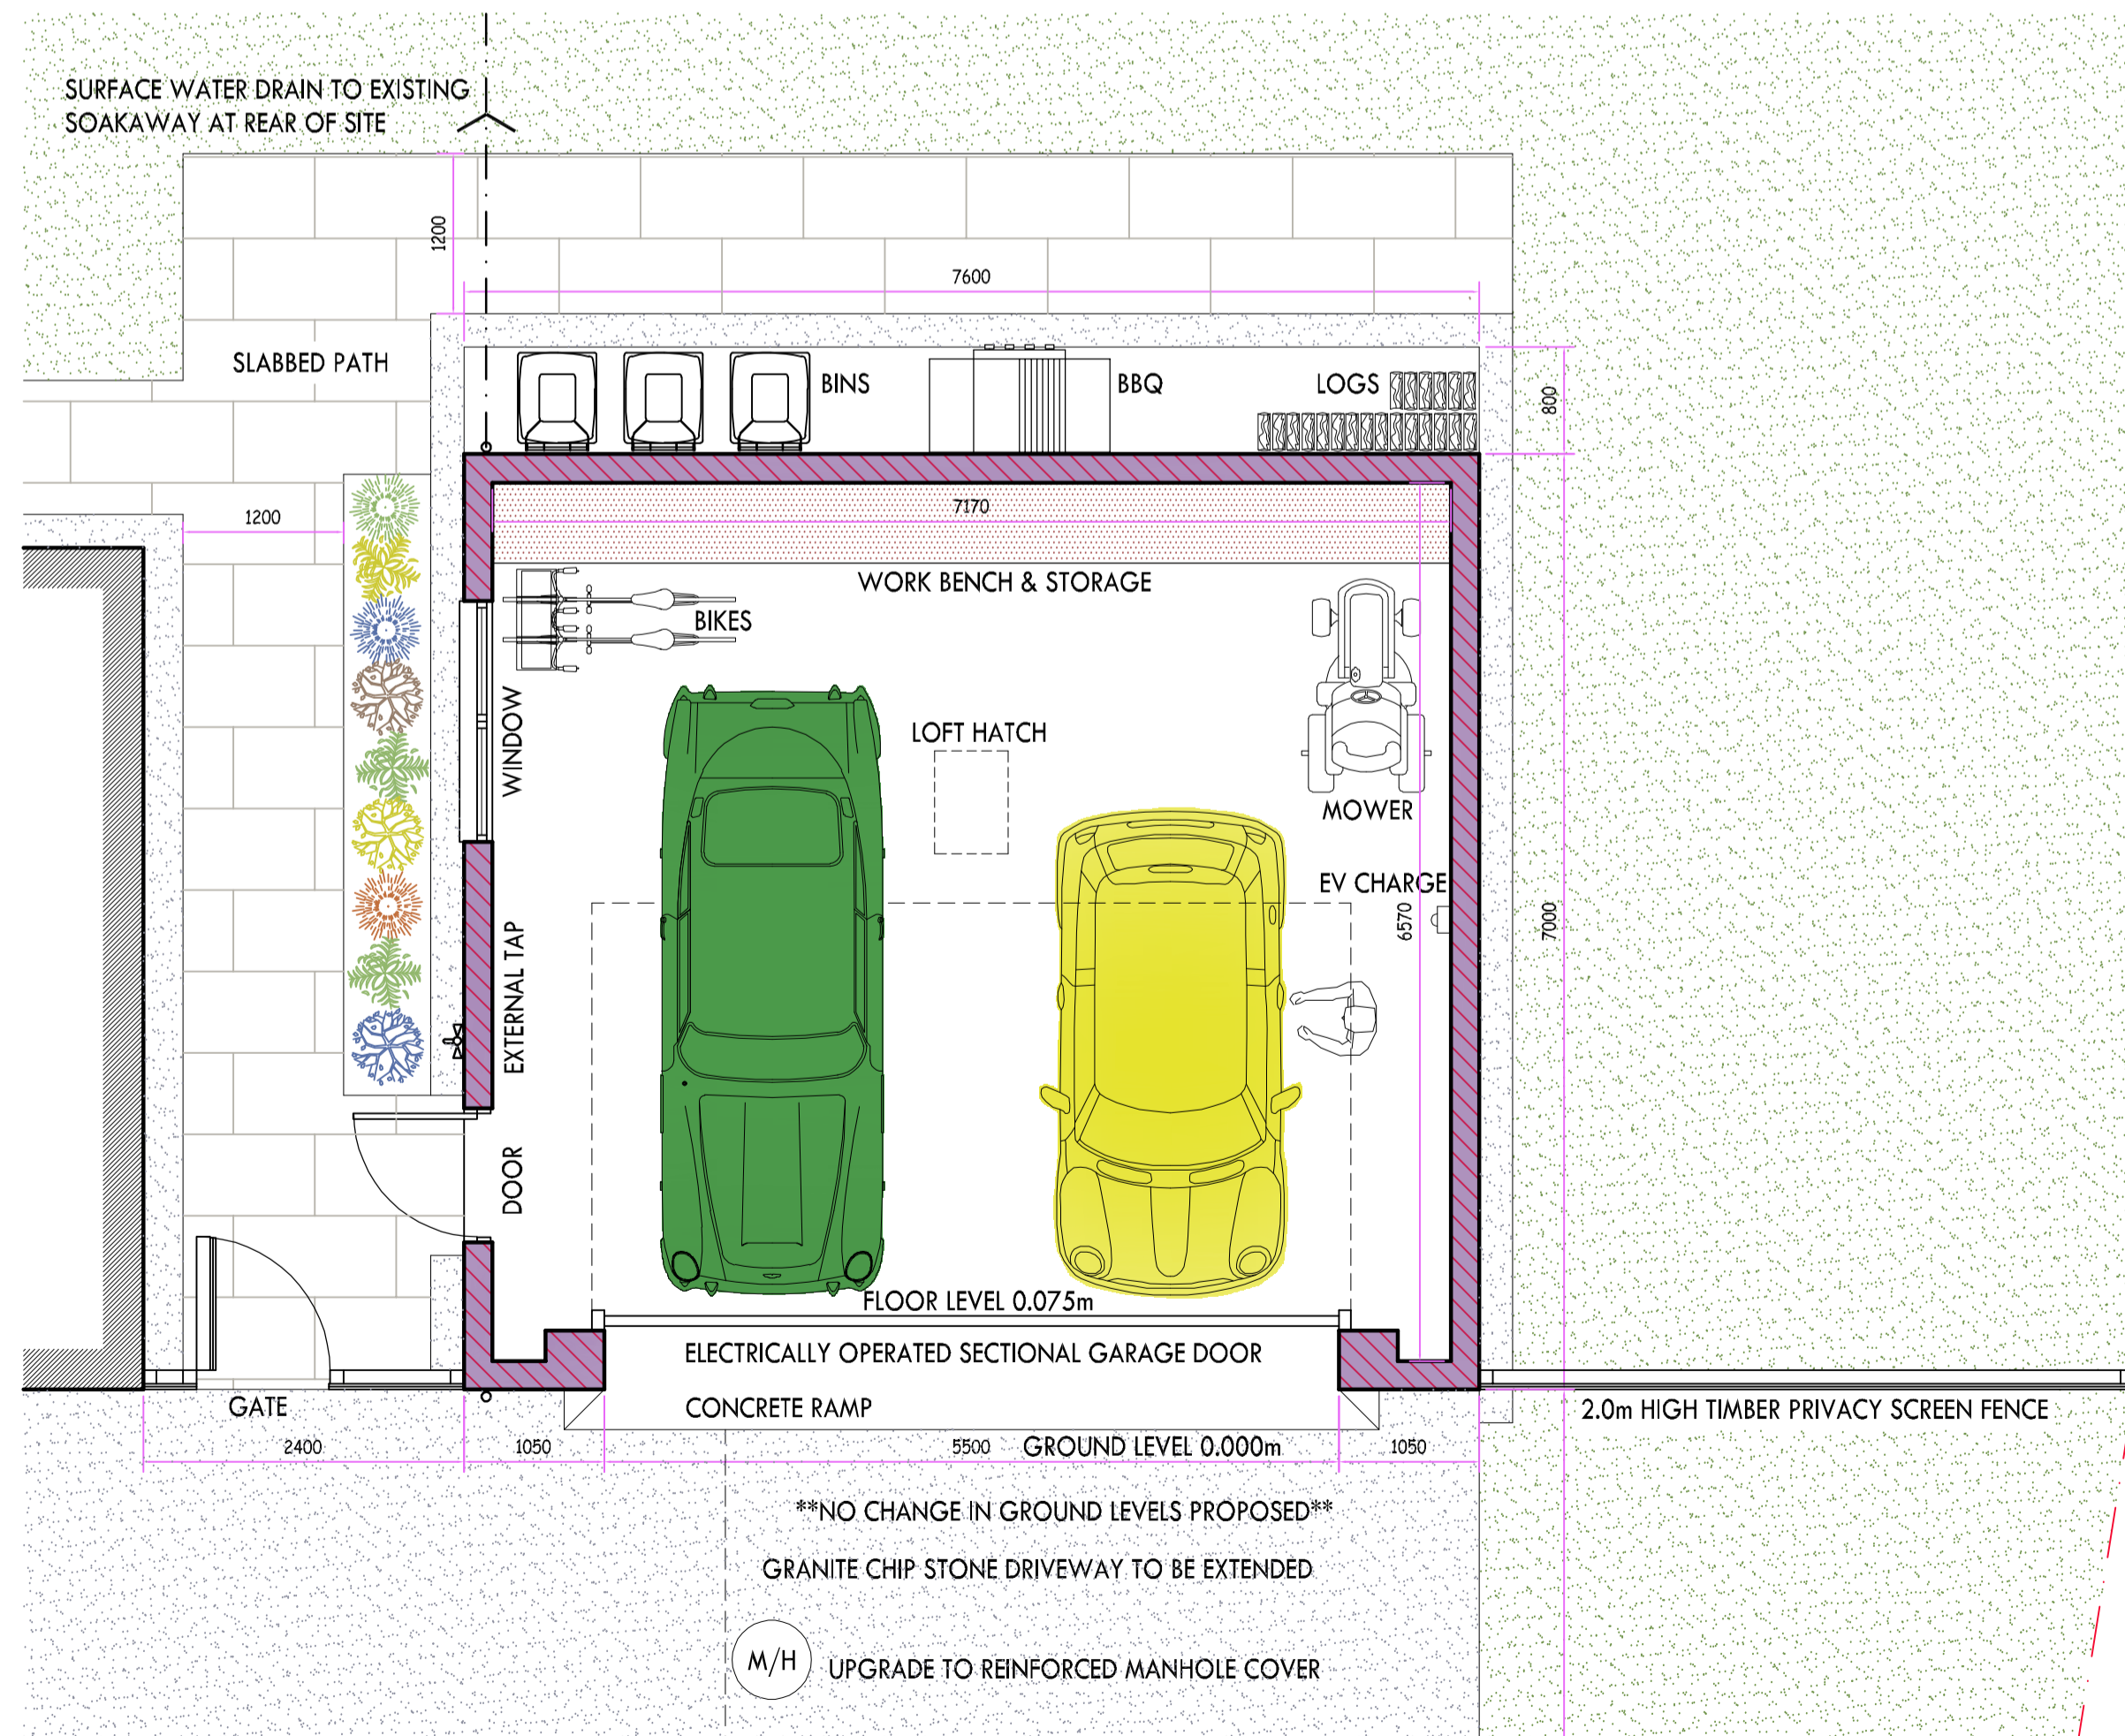 SURFACE WATER DRAIN TO EXISTING
SOAKAWAY AT REAR OF SITE
1200
7600
SLABBED PATH
BINS
BBQ
LOGS
800
1200
7170
WORK BENCH & STORAGE
BIKES
WINDOW
LOFT HATCH
MOWER
EV CHARGE
6570
7000
EXTERNAL TAP
DOOR
FLOOR LEVEL 0.075m
ELECTRICALLY OPERATED SECTIONAL GARAGE DOOR
GATE
CONCRETE RAMP
2.0m HIGH TIMBER PRIVACY SCREEN FENCE
2400
1050
5500
GROUND LEVEL 0.000m
1050
**NO CHANGE IN GROUND LEVELS PROPOSED**
GRANITE CHIP STONE DRIVEWAY TO BE EXTENDED
M/H
UPGRADE TO REINFORCED MANHOLE COVER